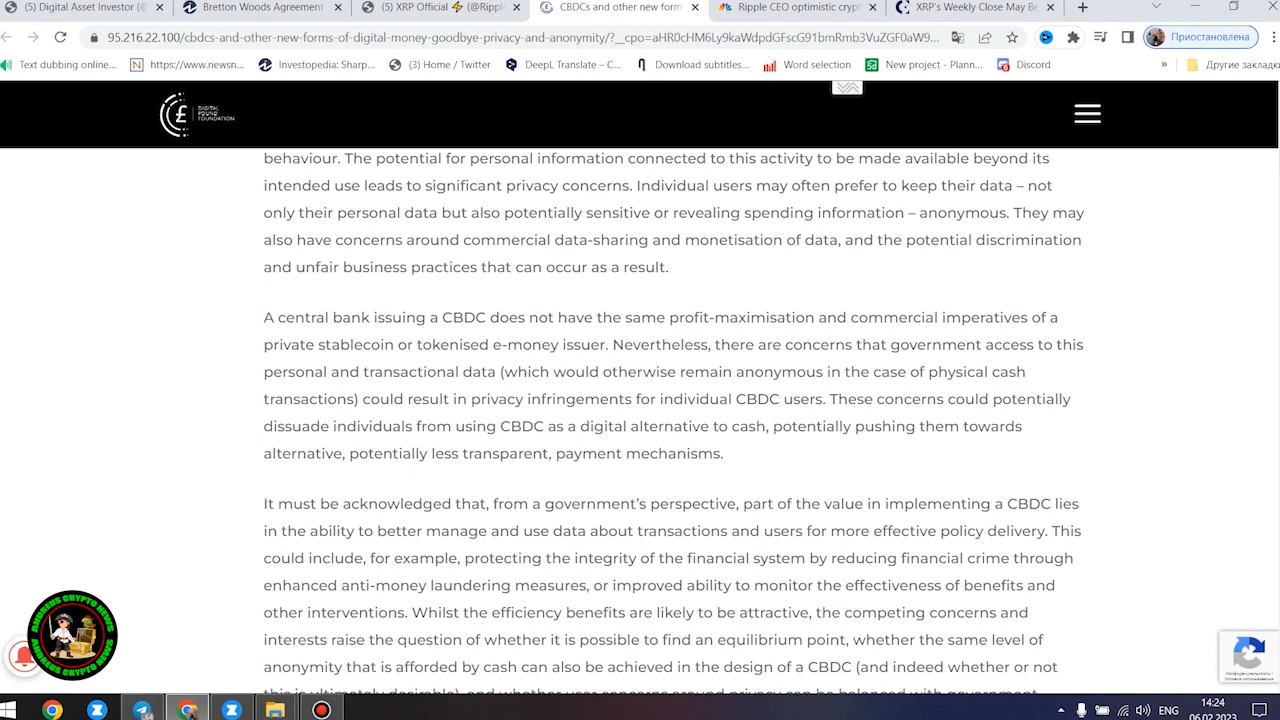 (5) Digital Asset Investor (@
Bretton Woods Agreement
(5) XRP Official ⚡ (@Rippl
CBDCs and other new form
Ripple CEO optimistic crypt
XRP's Weekly Close May Be
95.216.22.100/cbdcs-and-other-new-forms-of-digital-money-goodbye-privacy-and-anonymity/?__cpo=aHR0cHM6Ly9kaWdpdGFscG91bmRmb3VuZGF0aW9...
Приостановлена
Text dubbing online...
https://www.newsn...
Investopedia: Sharp...
(3) Home / Twitter
DeepL Translate – C...
Download subtitles...
Word selection
New project - Plann...
Discord
»
Другие закладки
DIGITAL
POUND
FOUNDATION
behaviour. The potential for personal information connected to this activity to be made available beyond its
intended use leads to significant privacy concerns. Individual users may often prefer to keep their data – not
only their personal data but also potentially sensitive or revealing spending information – anonymous. They may
also have concerns around commercial data-sharing and monetisation of data, and the potential discrimination
and unfair business practices that can occur as a result.
A central bank issuing a CBDC does not have the same profit-maximisation and commercial imperatives of a
private stablecoin or tokenised e-money issuer. Nevertheless, there are concerns that government access to this
personal and transactional data (which would otherwise remain anonymous in the case of physical cash
transactions) could result in privacy infringements for individual CBDC users. These concerns could potentially
dissuade individuals from using CBDC as a digital alternative to cash, potentially pushing them towards
alternative, potentially less transparent, payment mechanisms.
It must be acknowledged that, from a government's perspective, part of the value in implementing a CBDC lies
in the ability to better manage and use data about transactions and users for more effective policy delivery. This
could include, for example, protecting the integrity of the financial system by reducing financial crime through
enhanced anti-money laundering measures, or improved ability to monitor the effectiveness of benefits and
other interventions. Whilst the efficiency benefits are likely to be attractive, the competing concerns and
interests raise the question of whether it is possible to find an equilibrium point, whether the same level of
anonymity that is afforded by cash can also be achieved in the design of a CBDC (and indeed whether or not
ANDREUS CRYPTO NEWS
ANDREUS CRYPTO NEWS
Конфиденциальность -
Условия использования
ENG
14:24
06.02.2023